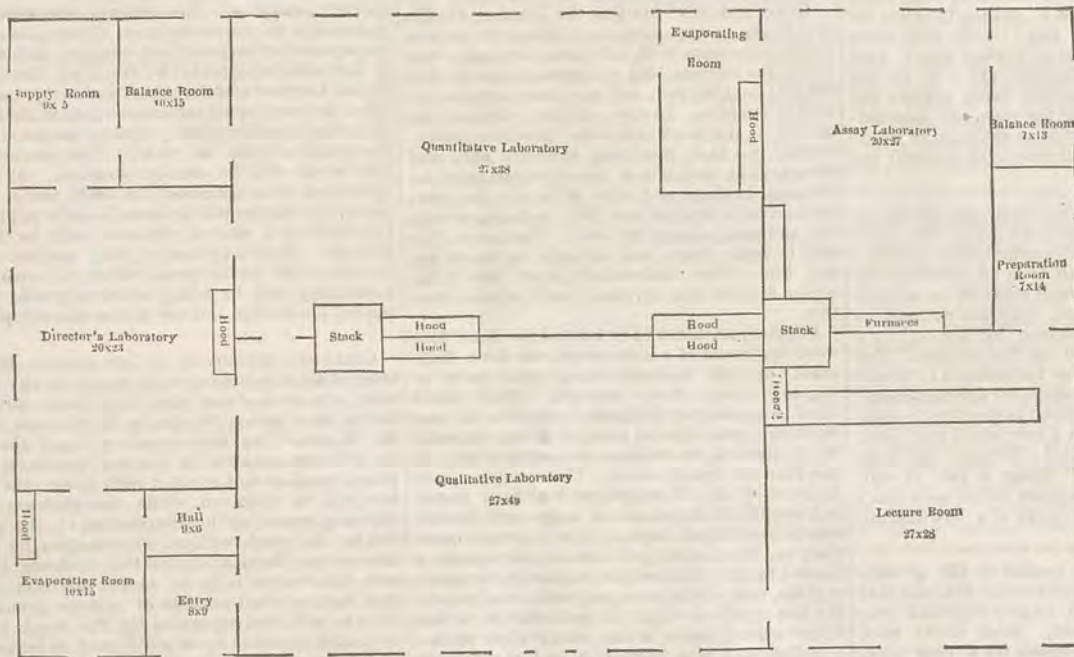 Evaporating
Room
Supply Room
Balance Room
10x15
Quantitative Laboratory
27x38
Hood
Assay Laboratory
20x27
Balance Room
7x13
Preparation
Room
7x14
Director's Laboratory
20x23
Hood
Stack
Hood
Hood
Hood
Hood
Stack
Furnaces
Hood
Qualitative Laboratory
27x49
Lecture Room
27x28
Hood
Hall
9x6
Evaporating Room
10x15
Entry
8x9